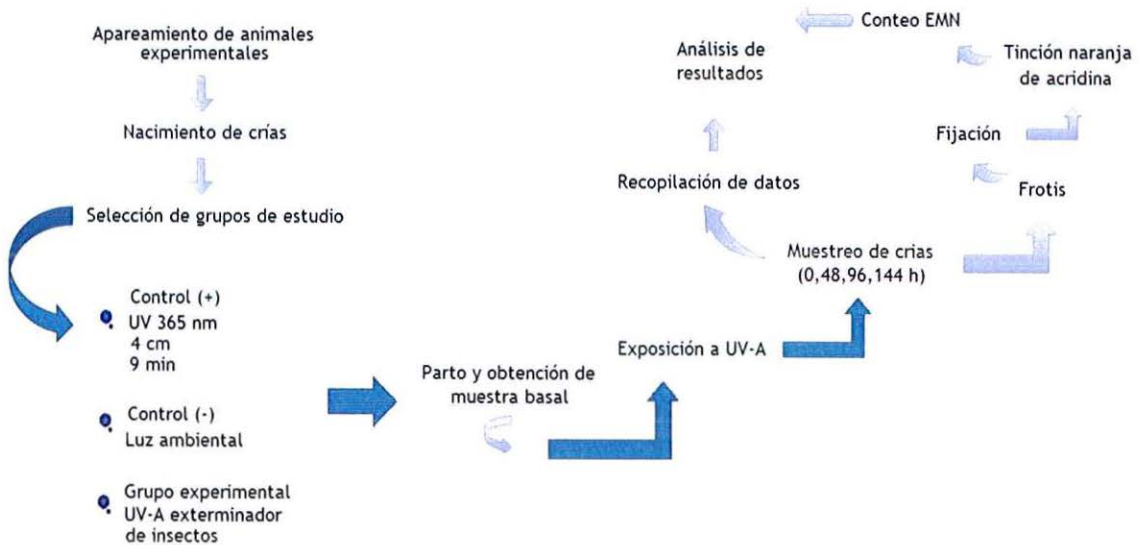 Apareamiento de animales
experimentales
Nacimiento de crías
Selección de grupos de estudio
Control (+)
UV 365 nm
4 cm
9 min
Control (-)
Luz ambiental
Grupo experimental
UV-A exterminador
de insectos
Parto y obtención de
muestra basal
Exposición a UV-A
Muestreo de crias
(0,48,96,144 h)
Frotis
Fijación
Tinción naranja
de acridina
Conteo EMN
Recopilación de datos
Análisis de
resultados